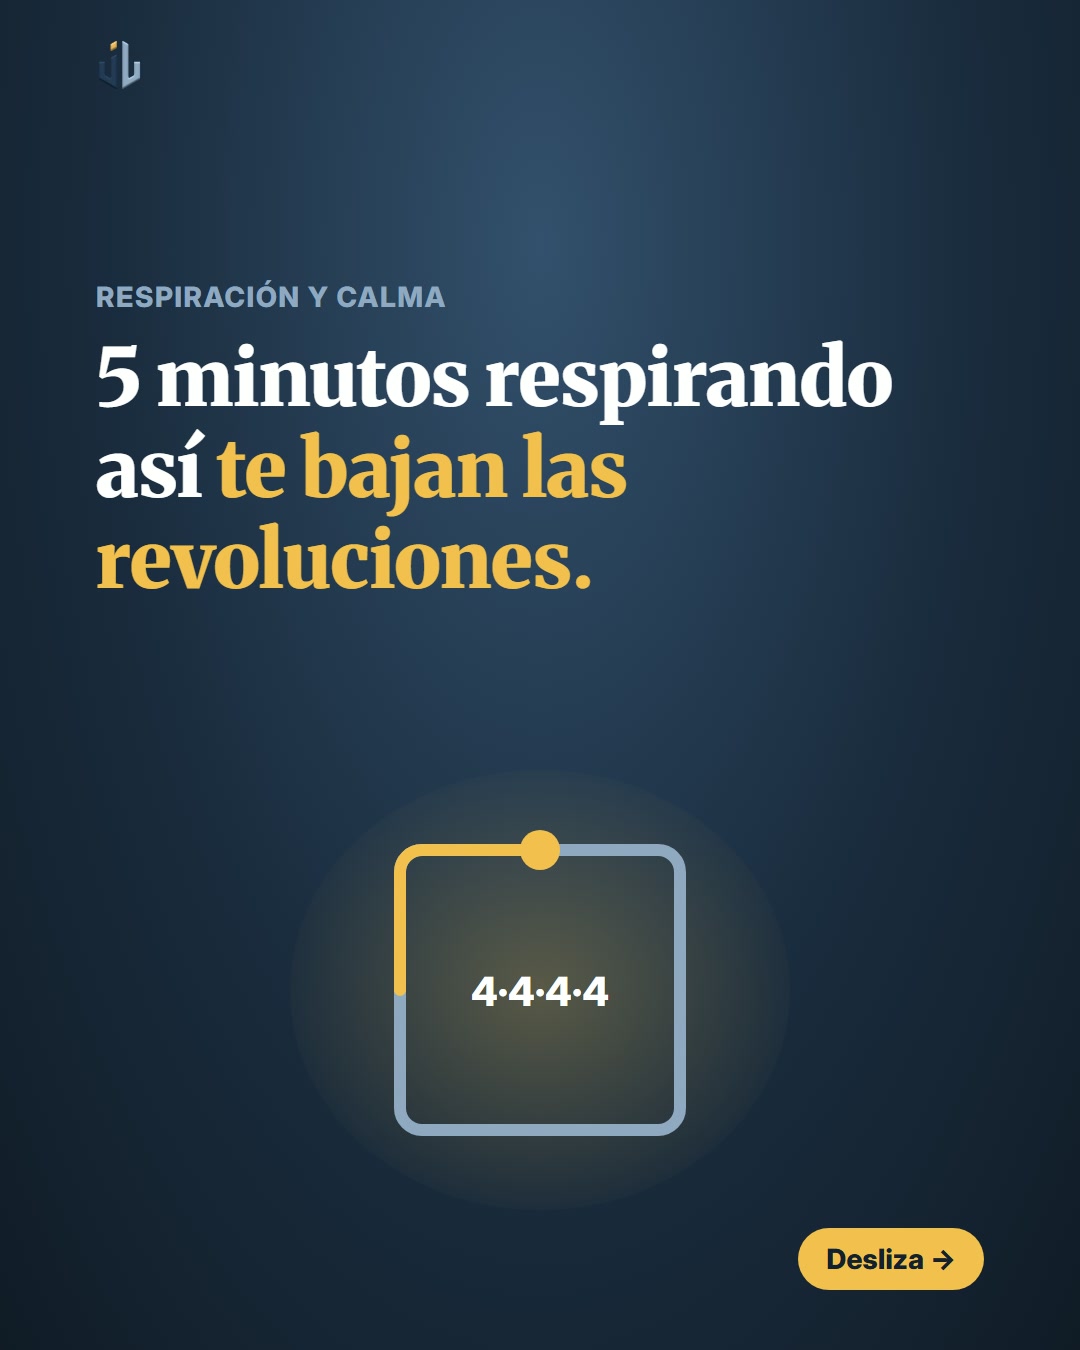 RESPIRACIÓN Y CALMA
5 minutos respirando
así te bajan las
revoluciones.
4·4·4·4
Desliza →